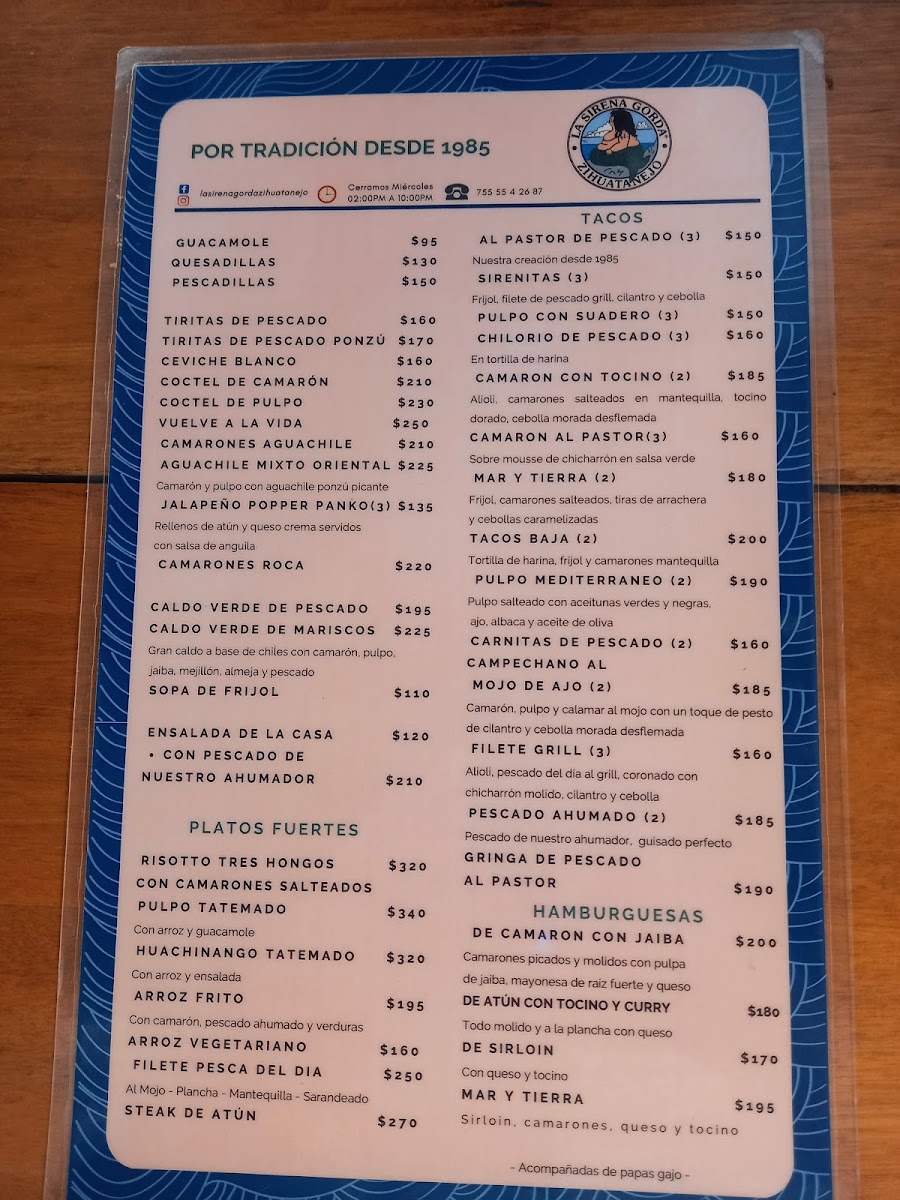 POR TRADICIÓN DESDE 1985
LA SIRENA GORDA
ZIHUATANEJO
lasirenagordazihuatanejo
Cerramos Miércoles
02:00PM A 10:00PM
755 55 4 26 87
GUACAMOLE $95
QUESADILLAS $130
PESCADILLAS $150
TIRITAS DE PESCADO $160
TIRITAS DE PESCADO PONZÚ $170
CEVICHE BLANCO $160
COCTEL DE CAMARÓN $210
COCTEL DE PULPO $230
VUELVE A LA VIDA $250
CAMARONES AGUACHILE $210
AGUACHILE MIXTO ORIENTAL $225
Camarón y pulpo con aguachile ponzú picante
JALAPEÑO POPPER PANKO(3) $135
Rellenos de atún y queso crema servidos
con salsa de anguila
CAMARONES ROCA $220
CALDO VERDE DE PESCADO $195
CALDO VERDE DE MARISCOS $225
Gran caldo a base de chiles con camarón, pulpo,
jaiba, mejillón, almeja y pescado
SOPA DE FRIJOL $110
ENSALADA DE LA CASA $120
• CON PESCADO DE
NUESTRO AHUMADOR $210
PLATOS FUERTES
RISOTTO TRES HONGOS $320
CON CAMARONES SALTEADOS
PULPO TATEMADO $340
Con arroz y guacamole
HUACHINANGO TATEMADO $320
Con arroz y ensalada
ARROZ FRITO $195
Con camarón, pescado ahumado y verduras
ARROZ VEGETARIANO $160
FILETE PESCA DEL DIA $250
Al Mojo - Plancha - Mantequilla - Sarandeado
STEAK DE ATÚN $270
TACOS
AL PASTOR DE PESCADO (3) $150
Nuestra creación desde 1985
SIRENITAS (3) $150
Frijol, filete de pescado grill, cilantro y cebolla
PULPO CON SUADERO (3) $150
CHILORIO DE PESCADO (3) $160
En tortilla de harina
CAMARON CON TOCINO (2) $185
Alioli, camarones salteados en mantequilla, tocino
dorado, cebolla morada desflemada
CAMARON AL PASTOR(3) $160
Sobre mousse de chicharrón en salsa verde
MAR Y TIERRA (2) $180
Frijol, camarones salteados, tiras de arrachera
y cebollas caramelizadas
TACOS BAJA (2) $200
Tortilla de harina, frijol y camarones mantequilla
PULPO MEDITERRANEO (2) $190
Pulpo salteado con aceitunas verdes y negras,
ajo, albaca y aceite de oliva
CARNITAS DE PESCADO (2) $160
CAMPECHANO AL
MOJO DE AJO (2) $185
Camarón, pulpo y calamar al mojo con un toque de pesto
de cilantro y cebolla morada desflemada
FILETE GRILL (3) $160
Alioli, pescado del día al grill, coronado con
chicharrón molido, cilantro y cebolla
PESCADO AHUMADO (2) $185
Pescado de nuestro ahumador, guisado perfecto
GRINGA DE PESCADO
AL PASTOR $190
HAMBURGUESAS
DE CAMARON CON JAIBA $200
Camarones picados y molidos con pulpa
de jaiba, mayonesa de raíz fuerte y queso
DE ATÚN CON TOCINO Y CURRY $180
Todo molido y a la plancha con queso
DE SIRLOIN $170
Con queso y tocino
MAR Y TIERRA $195
Sirloin, camarones, queso y tocino
- Acompañadas de papas gajo -